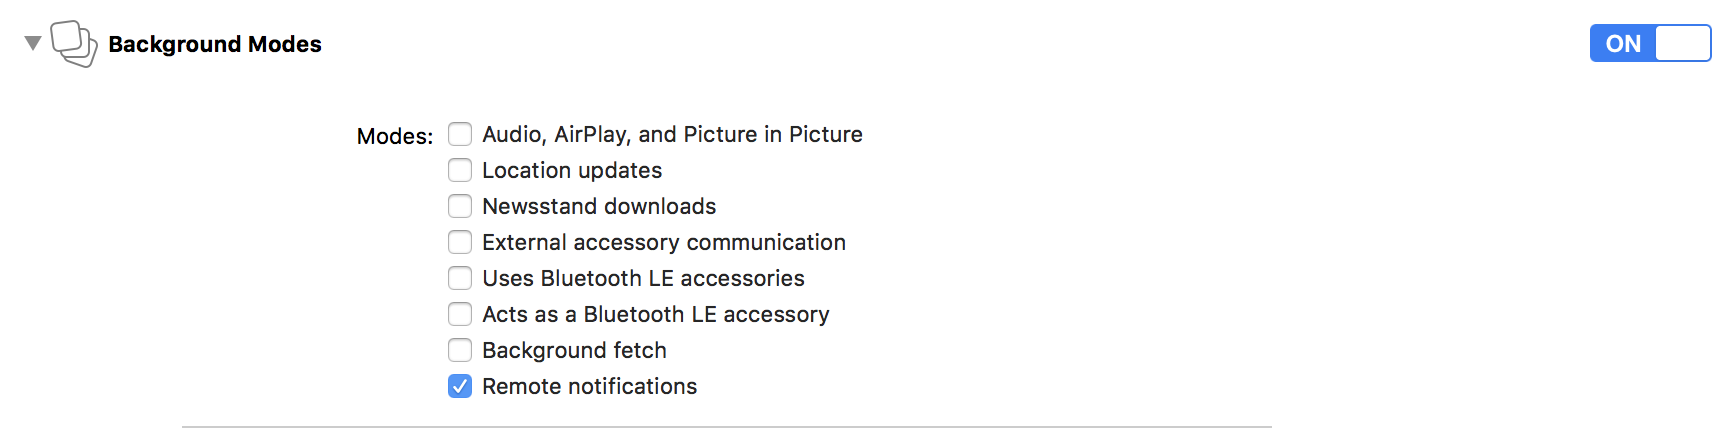 Background Modes
ON
Modes:
Audio, AirPlay, and Picture in Picture
Location updates
Newsstand downloads
External accessory communication
Uses Bluetooth LE accessories
Acts as a Bluetooth LE accessory
Background fetch
Remote notifications